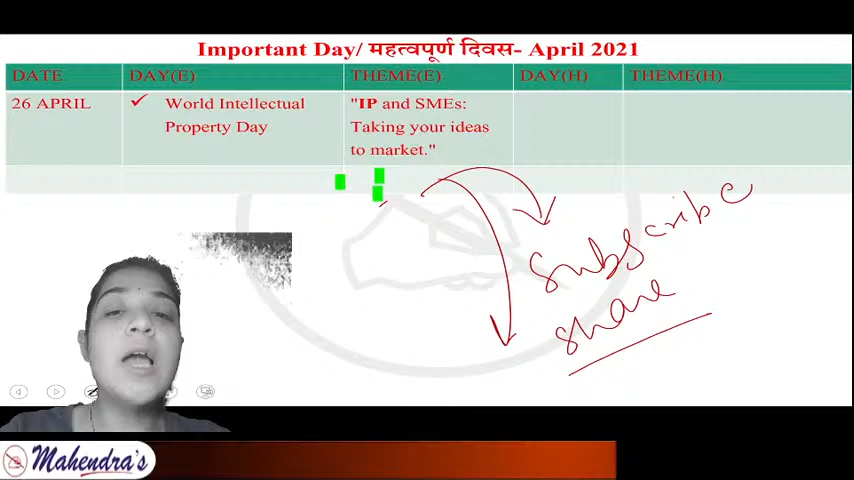 Important Day/ महत्वपूर्ण दिवस- April 2021
DATE DAY(E) THEME(E) DAY(H) THEME(H)
26 APRIL ✓ World Intellectual Property Day "IP and SMEs: Taking your ideas to market."
Subscribe
Share
Mahendra's